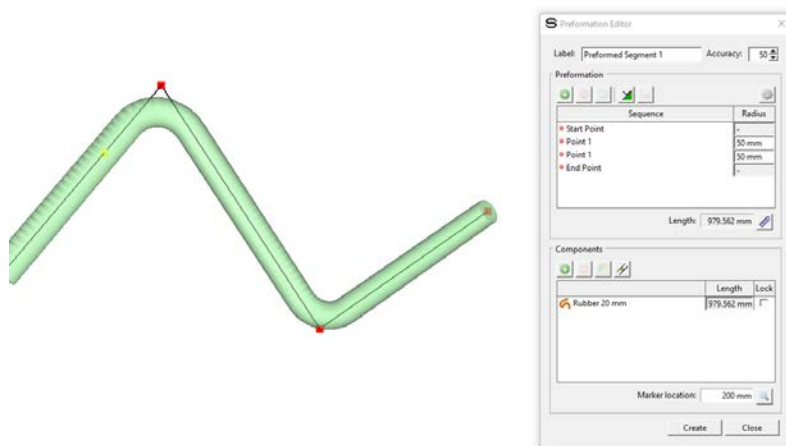 Preformation Editor
Label: Preformed Segment 1 Accuracy: 50
Preformation
Sequence Radius
Start Point -
Point 1 50 mm
Point 1 50 mm
End Point -
Length: 979.562 mm
Components
Length Lock
Rubber 20 mm 979.562 mm
Marker location: 200 mm
Create Close